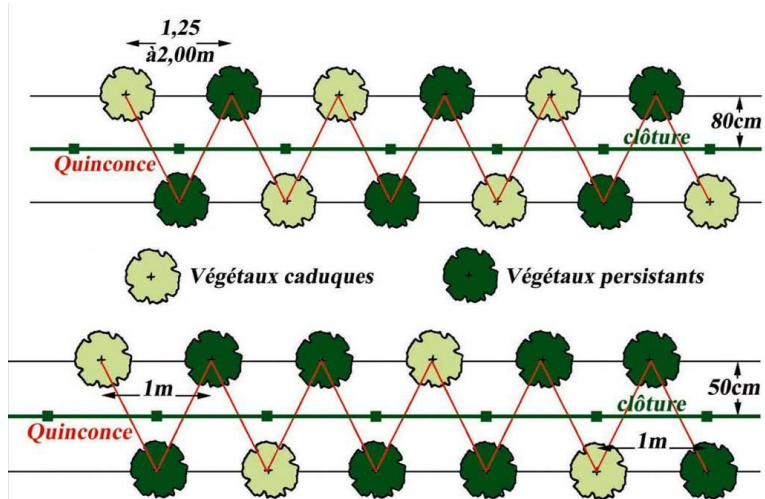 1,25
à2,00m
80cm
clôture
Quinconce
Végétaux caduques
Végétaux persistants
1m
50cm
clôture
Quinconce
1m